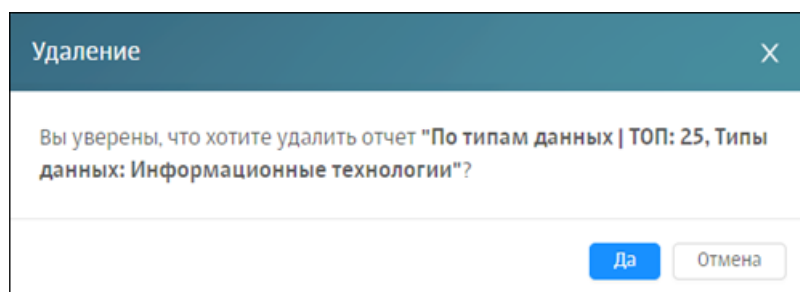 Удаление
Вы уверены, что хотите удалить отчет "По типам данных | ТОП: 25, Типы
данных: Информационные технологии"?
Да
Отмена